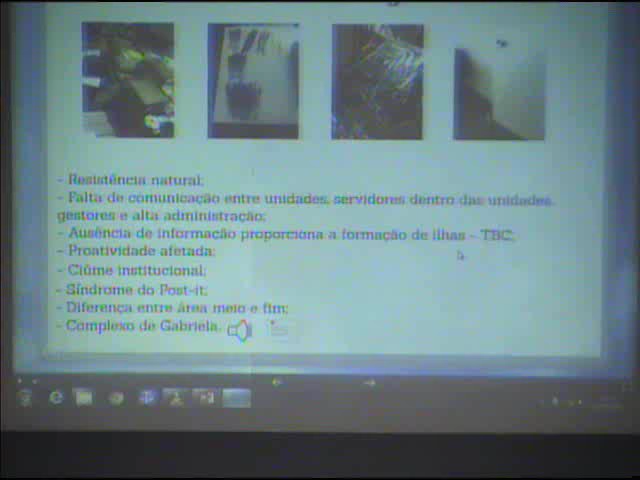 - Resistência natural;
- Falta de comunicação entre unidades, servidores dentro das unidades,
gestores e alta administração;
- Ausência de informação proporciona a formação de ilhas - TBC;
- Proatividade afetada;
- Ciúme institucional;
- Síndrome do Post-it;
- Diferença entre área meio e fim;
- Complexo de Gabriela.